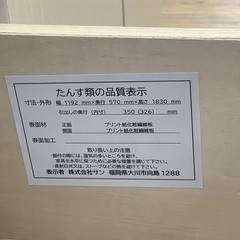 たんす類の品質表示
寸法・外形 幅 1192 mm×奥行 570 mm×高さ 1830 mm
引出しの奥行(内寸) 350 (326) mm
表面材 正面 プリント紙化粧繊維板
側面 プリント紙化粧繊維板
表面加工
取り扱い上の注意
表示者 株式会社サン 福岡県大川市向島 1288